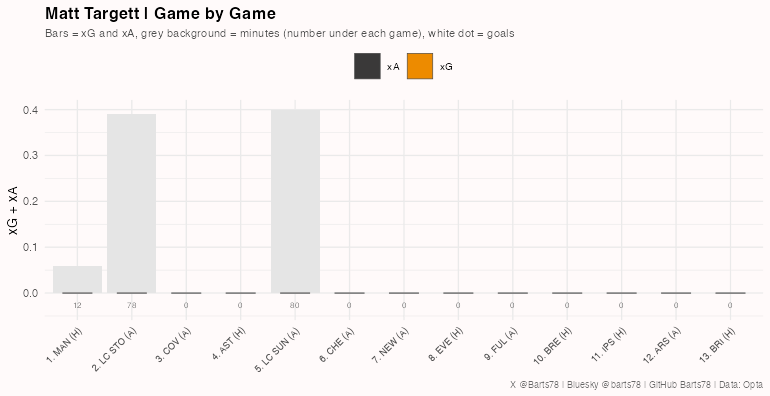 Matt Targett | Game by Game
Bars = xG and xA, grey background = minutes (number under each game), white dot = goals
xA xG
xG + xA
0.4
0.3
0.2
0.1
0.0
12 78 0 0 80 0 0 0 0 0 0 0 0
1. MAN (H)
2. LC STO (A)
3. COV (A)
4. AST (H)
5. LC SUN (A)
6. CHE (A)
7. NEW (A)
8. EVE (H)
9. FUL (A)
10. BRE (H)
11. IPS (H)
12. ARS (A)
13. BRI (H)
X @Barts78 | Bluesky @barts78 | GitHub Barts78 | Data: Opta